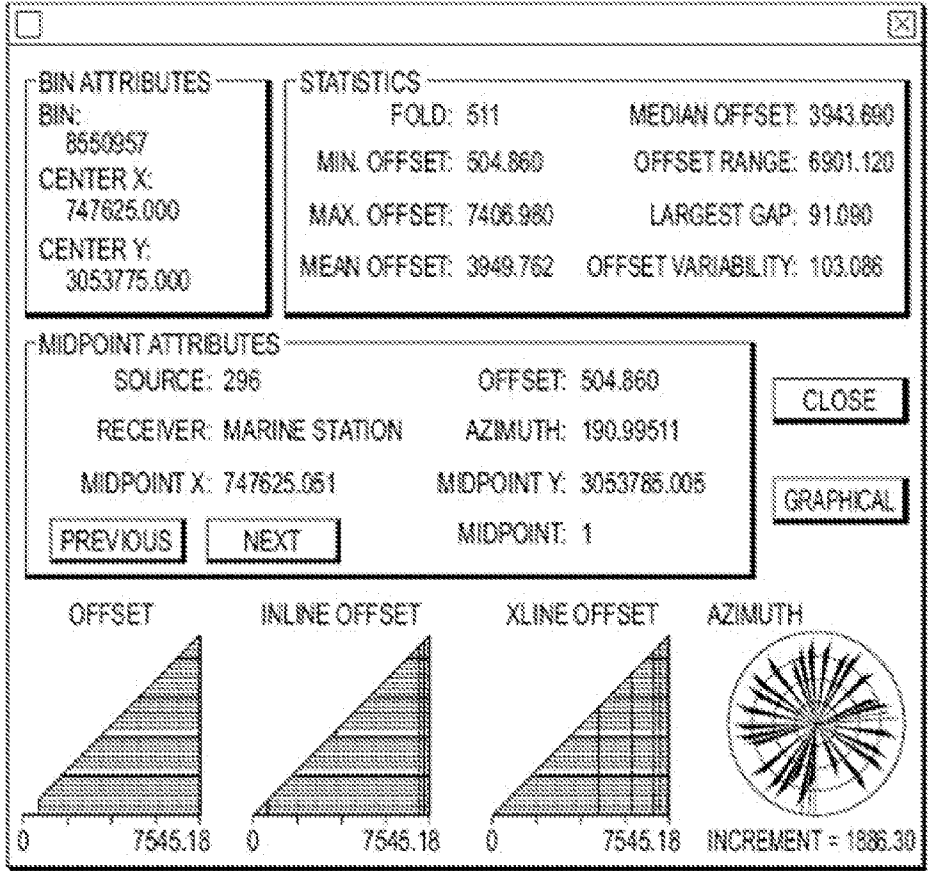 BIN ATTRIBUTES
BIN:
8550957
CENTER X:
747625.000
CENTER Y:
3053775.000
STATISTICS
FOLD: 511 MEDIAN OFFSET: 3943.690
MIN. OFFSET: 504.860 OFFSET RANGE: 6901.120
MAX. OFFSET: 7406.980 LARGEST GAP: 91.090
MEAN OFFSET: 3949.762 OFFSET VARIABILITY: 103.086
MIDPOINT ATTRIBUTES
SOURCE: 296 OFFSET: 504.860
RECEIVER: MARINE STATION AZIMUTH: 190.99511
MIDPOINT X: 747625.051 MIDPOINT Y: 3053785.005
PREVIOUS NEXT MIDPOINT: 1
CLOSE
GRAPHICAL
OFFSET INLINE OFFSET XLINE OFFSET AZIMUTH
0 7545.18 0 7545.18 0 7545.18 INCREMENT = 1886.30